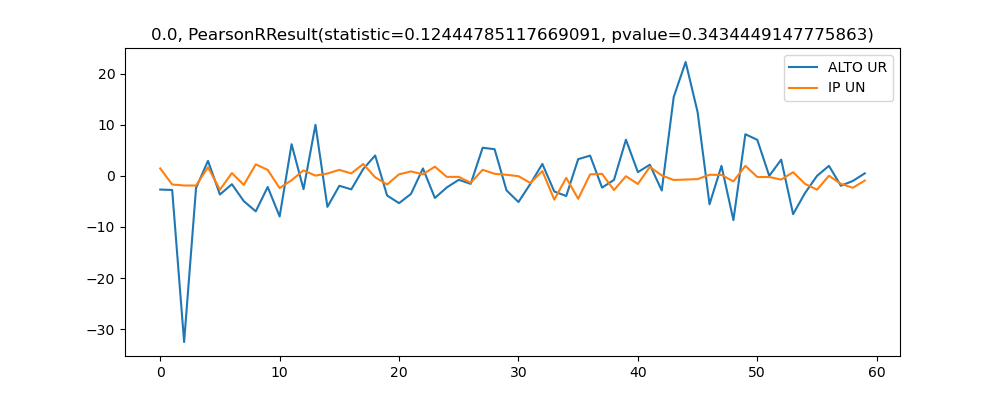 0.0, PearsonRResult(statistic=0.12444785117669091, pvalue=0.3434449147775863)
ALTO UR
IP UN
20
10
0
−10
−20
−30
0 10 20 30 40 50 60